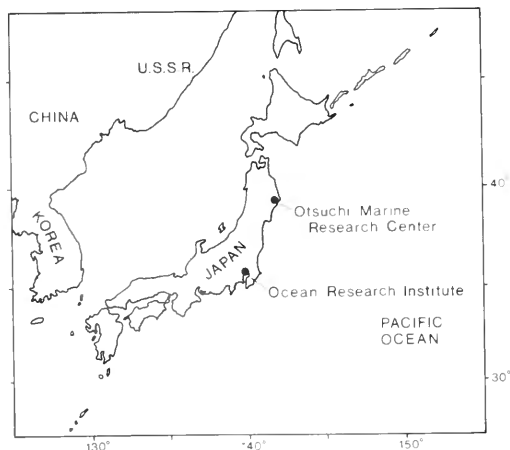 U.S.S.R.
CHINA
40°
Otsuchi Marine
Research Center
KOREA
JAPAN
Ocean Research Institute
PACIFIC
OCEAN
30°
130°
140°
150°